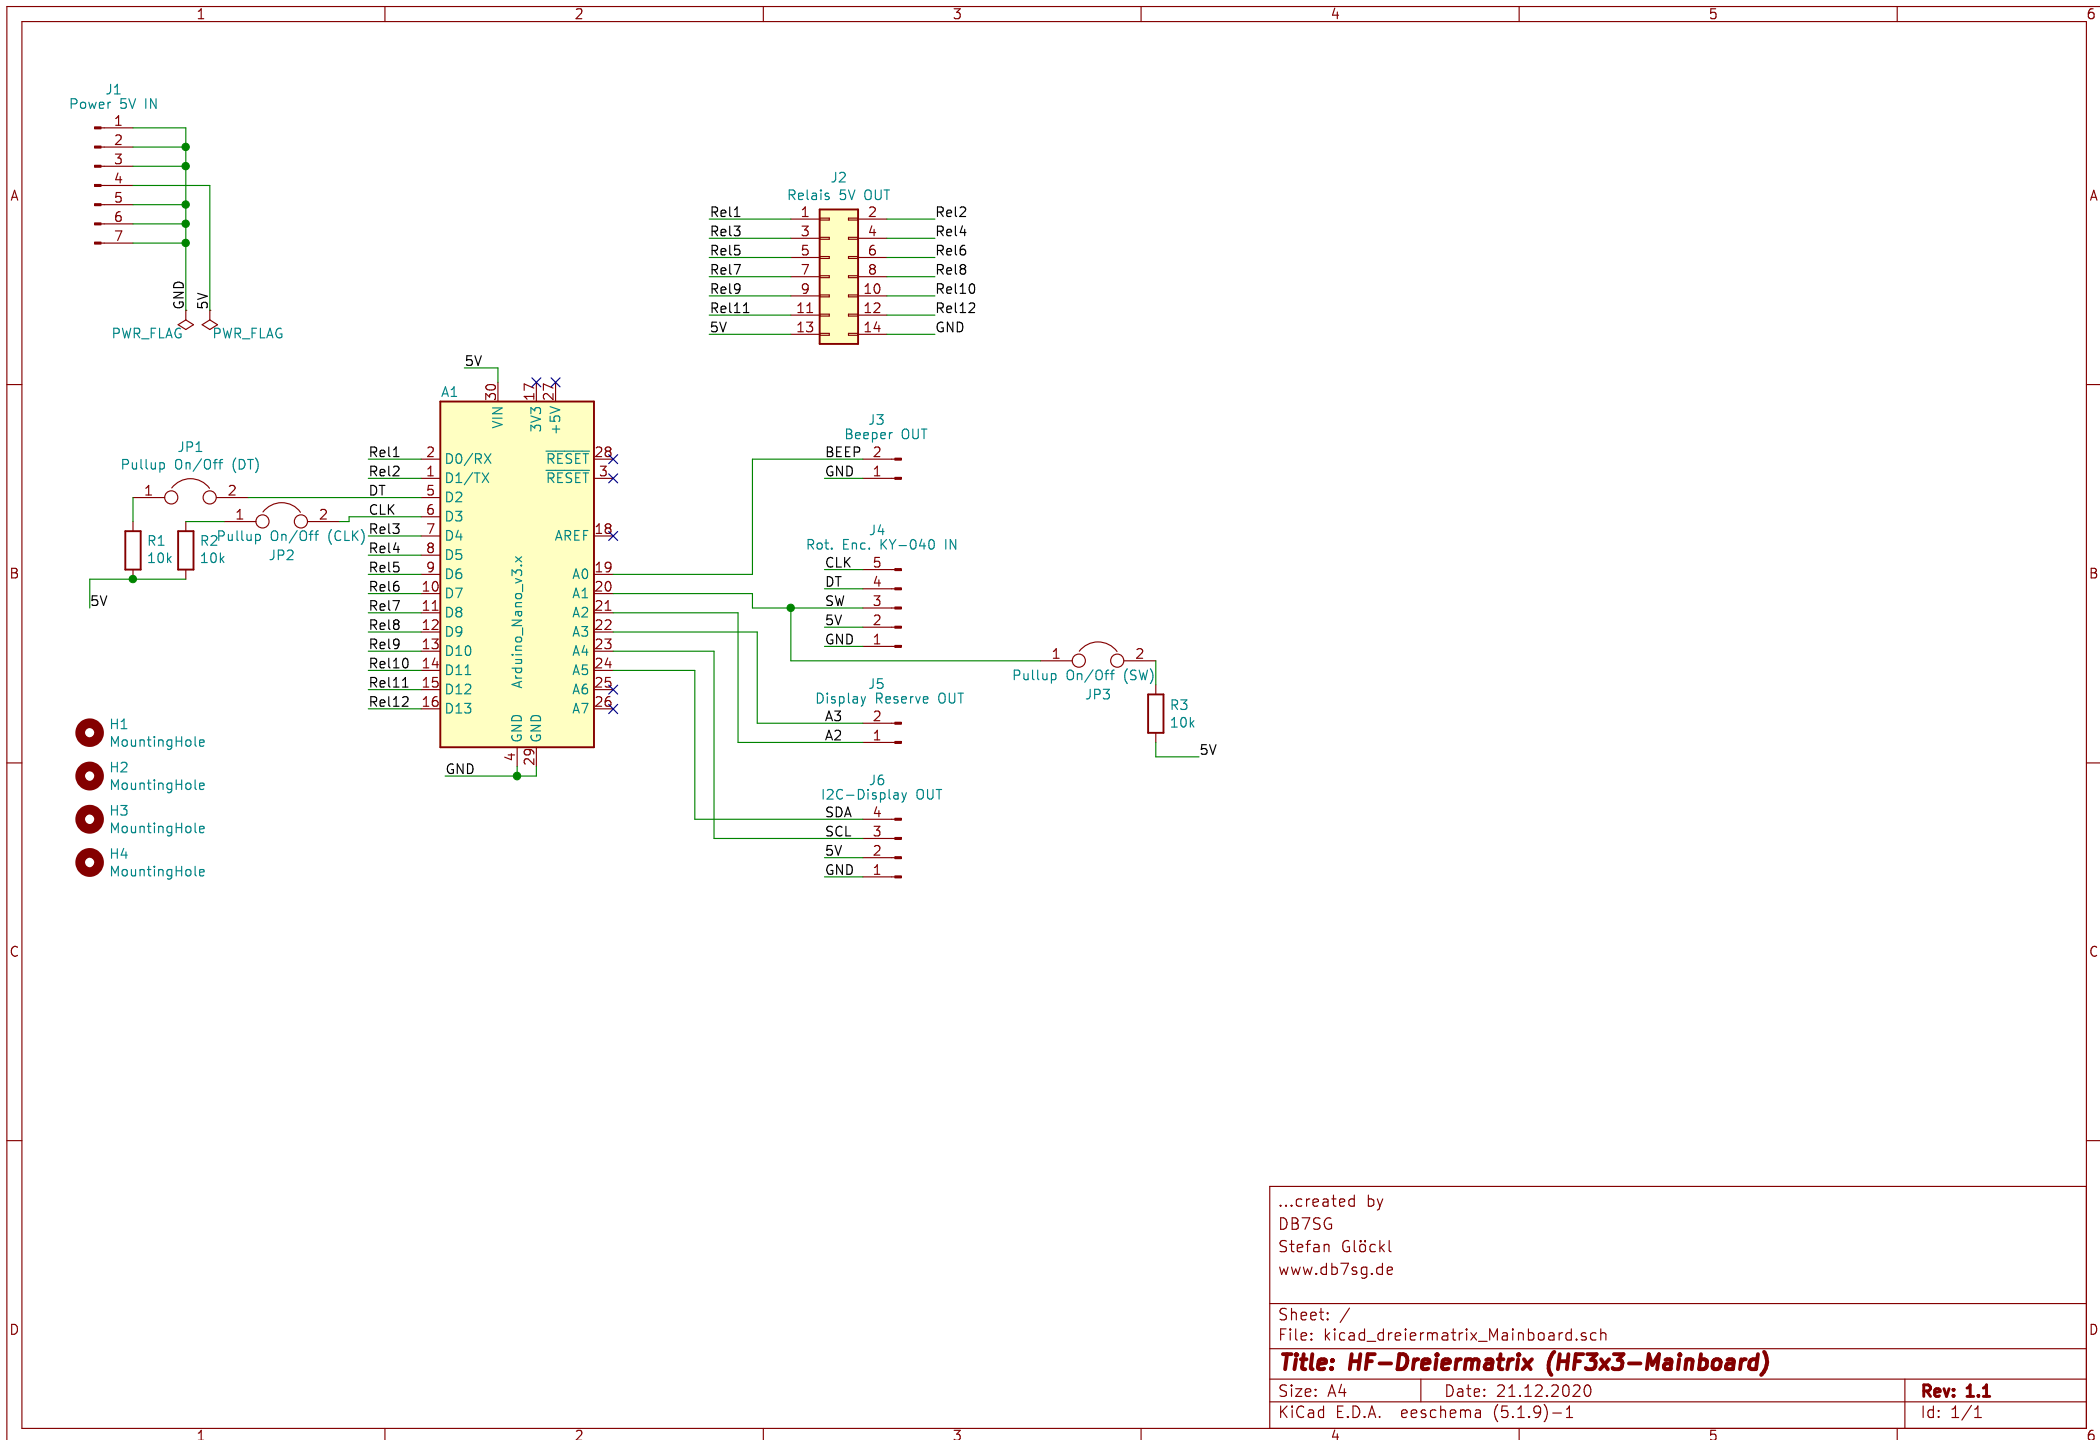 1 2 3 4 5 6
A
B
C
D
A
B
C
D
1 2 3 4 5 6
J1
Power 5V IN
1
2
3
4
5
6
7
GND
5V
PWR_FLAG
PWR_FLAG
J2
Relais 5V OUT
Rel1 1 2 Rel2
Rel3 3 4 Rel4
Rel5 5 6 Rel6
Rel7 7 8 Rel8
Rel9 9 10 Rel10
Rel11 11 12 Rel12
5V 13 14 GND
JP1
Pullup On/Off (DT)
1 2
1 2
Pullup On/Off (CLK)
JP2
R1
10k
R2
10k
5V
5V
A1
30 17 27
VIN 3V3 +5V
Rel1 2 D0/RX
Rel2 1 D1/TX
DT 5 D2
CLK 6 D3
Rel3 7 D4
Rel4 8 D5
Rel5 9 D6
Rel6 10 D7
Rel7 11 D8
Rel8 12 D9
Rel9 13 D10
Rel10 14 D11
Rel11 15 D12
Rel12 16 D13
Arduino_Nano_v3.x
RESET 28
RESET 3
AREF 18
A0 19
A1 20
A2 21
A3 22
A4 23
A5 24
A6 25
A7 26
GND GND
4 29
GND
J3
Beeper OUT
BEEP 2
GND 1
J4
Rot. Enc. KY-040 IN
CLK 5
DT 4
SW 3
5V 2
GND 1
1 2
Pullup On/Off (SW)
JP3
R3
10k
5V
J5
Display Reserve OUT
A3 2
A2 1
J6
I2C-Display OUT
SDA 4
SCL 3
5V 2
GND 1
H1
MountingHole
H2
MountingHole
H3
MountingHole
H4
MountingHole
...created by
DB7SG
Stefan Glöckl
www.db7sg.de
Sheet: /
File: kicad_dreiermatrix_Mainboard.sch
Title: HF-Dreiermatrix (HF3x3-Mainboard)
Size: A4 Date: 21.12.2020 Rev: 1.1
KiCad E.D.A. eeschema (5.1.9)-1 Id: 1/1